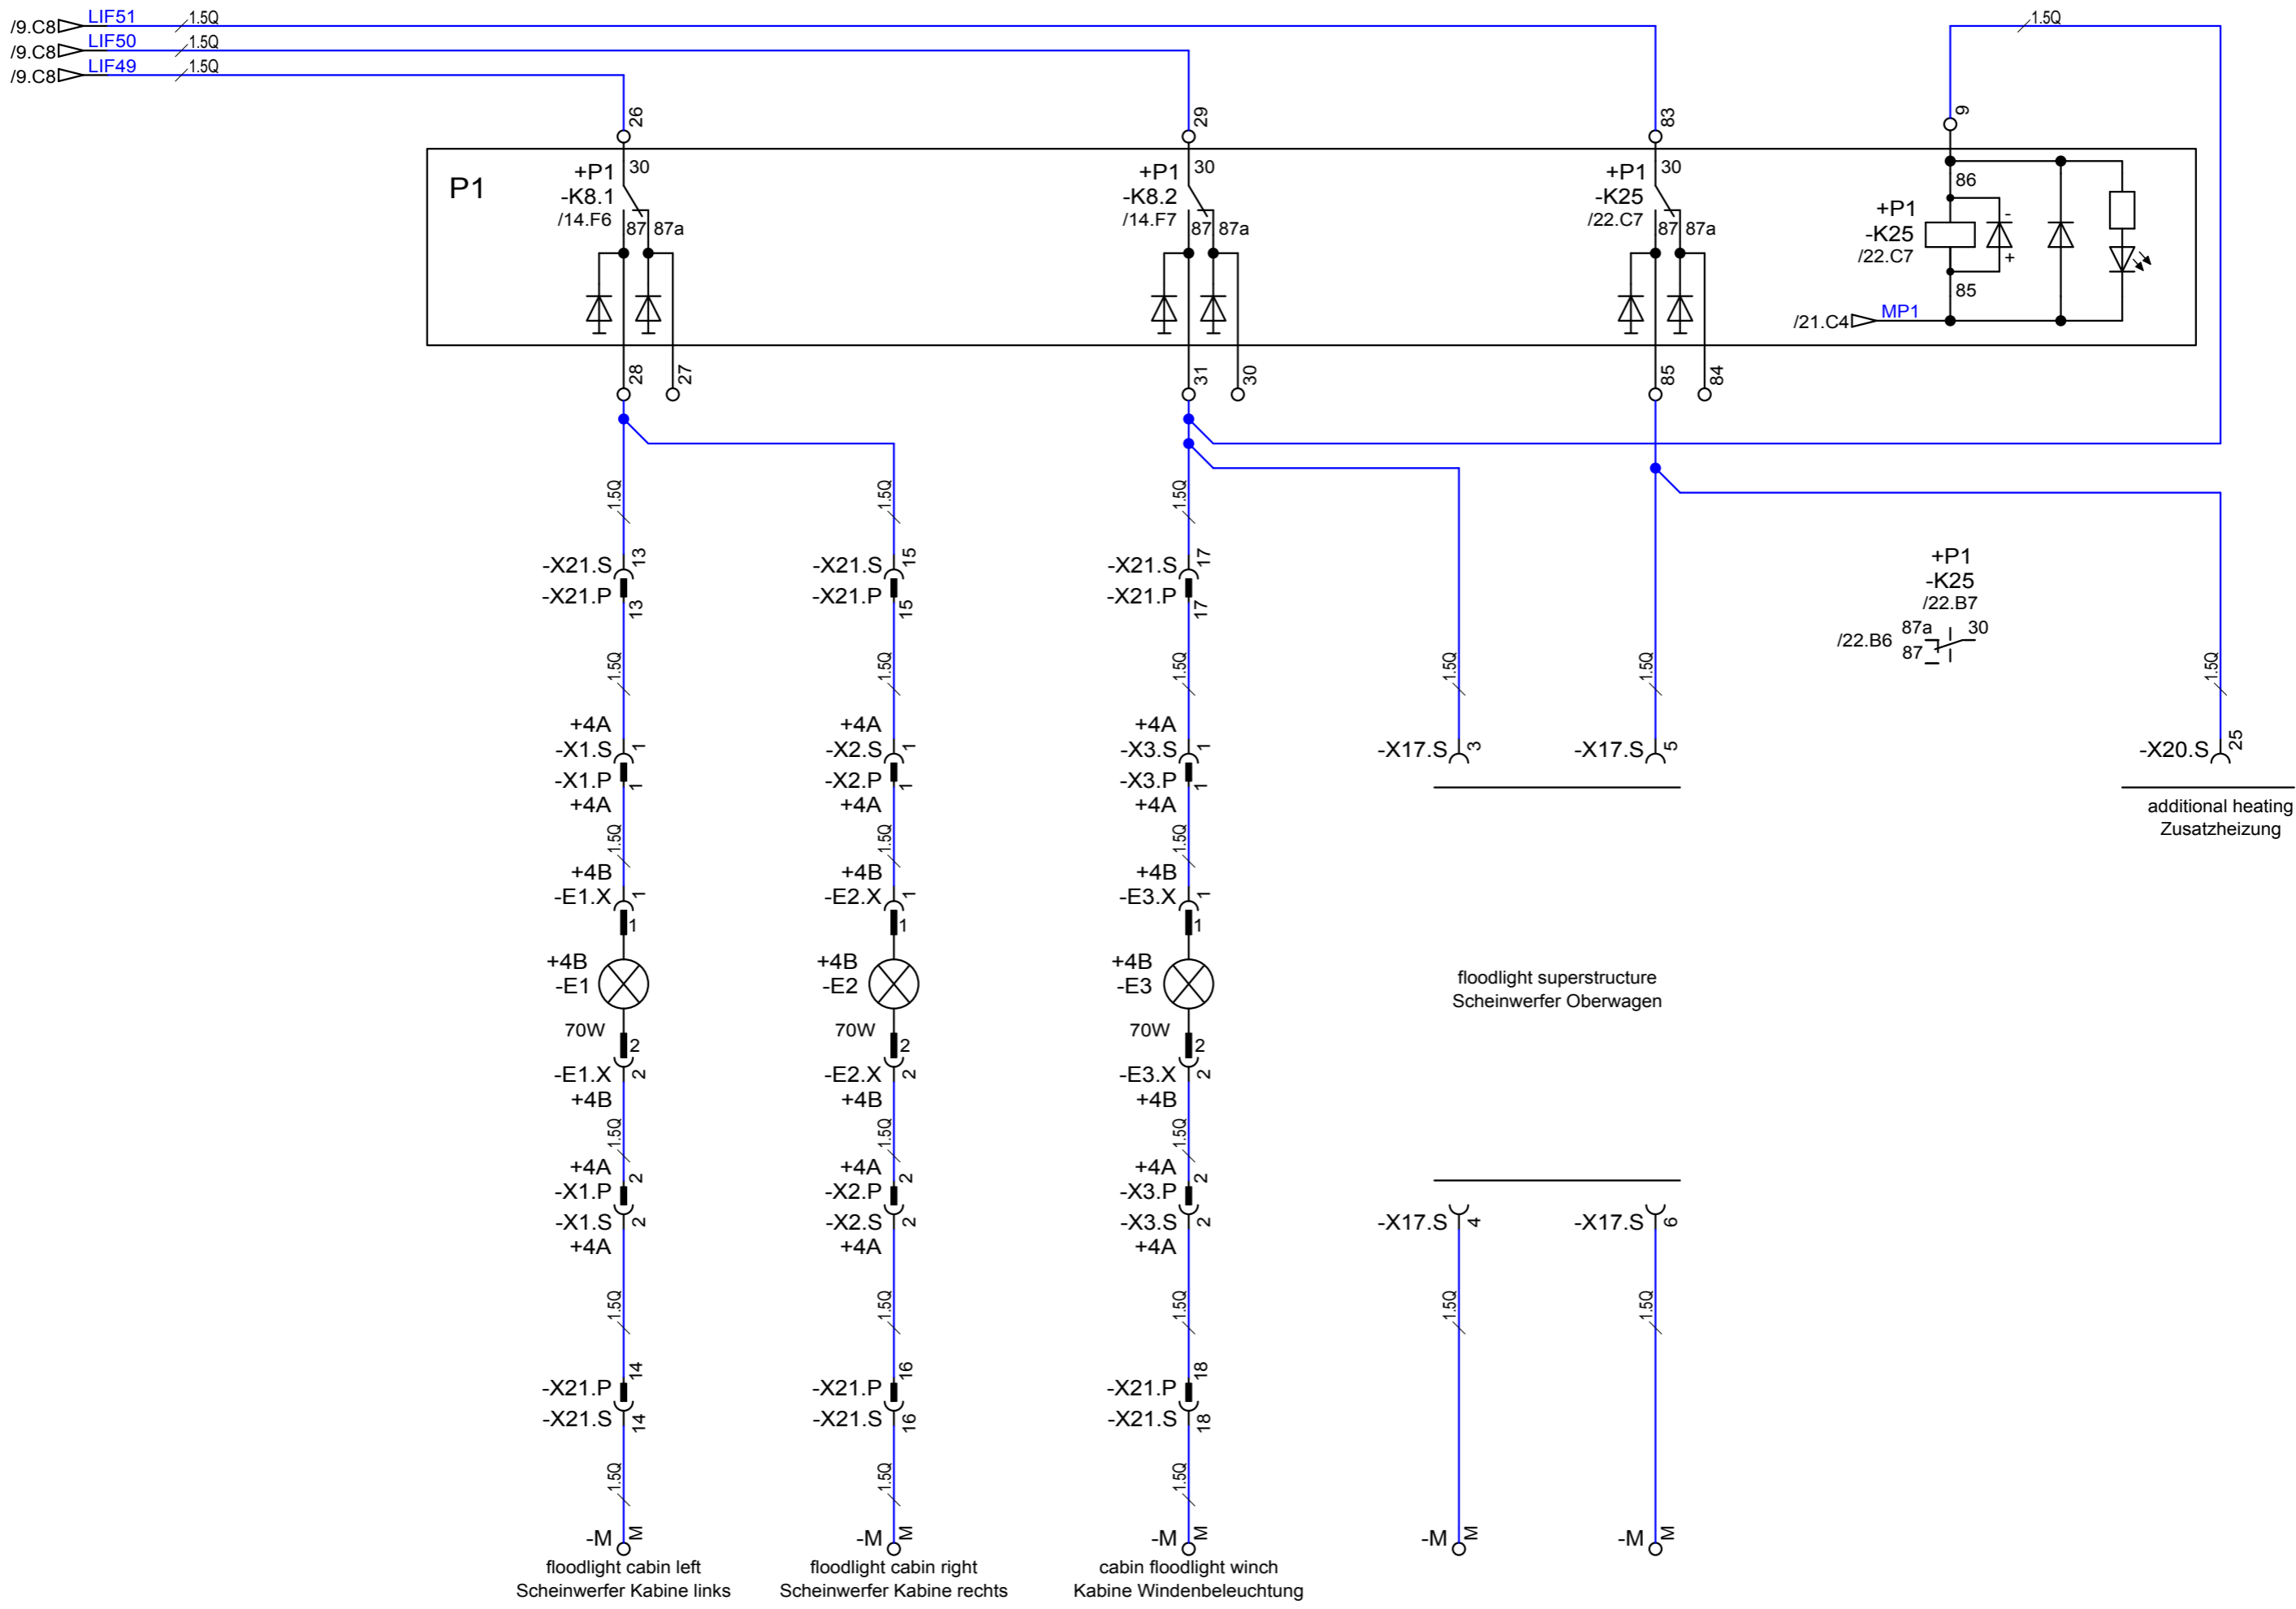 /9.C8 LIF51 1.5Q 1.5Q
/9.C8 LIF50 1.5Q
/9.C8 LIF49 1.5Q
26 29 83 9
P1
+P1 30 +P1 30 +P1 30 86
-K8.1 -K8.2 -K25 +P1
/14.F6 /14.F7 /22.C7 -K25 -
87 87a 87 87a 87 87a /22.C7 +
85
/21.C4 MP1
28 27 31 30 85 84
1.5Q 1.5Q 1.5Q
-X21.S 13 -X21.S 15 -X21.S 17
-X21.P 13 -X21.P 15 -X21.P 17
+P1
-K25
/22.B7
87a 30
/22.B6
87
1.5Q 1.5Q 1.5Q 1.5Q 1.5Q 1.5Q
+4A +4A +4A
-X1.S 1 -X2.S 1 -X3.S 1 -X17.S 3 -X17.S 5 -X20.S 25
-X1.P 1 -X2.P 1 -X3.P 1
+4A +4A +4A additional heating
Zusatzheizung
1.5Q 1.5Q 1.5Q
+4B +4B +4B
-E1.X 1 -E2.X 1 -E3.X 1
1 1 1
+4B +4B +4B
-E1 -E2 -E3
floodlight superstructure
Scheinwerfer Oberwagen
70W 70W 70W
2 2 2
-E1.X 2 -E2.X 2 -E3.X 2
+4B +4B +4B
1.5Q 1.5Q 1.5Q
+4A +4A +4A
-X1.P 2 -X2.P 2 -X3.P 2
-X1.S 2 -X2.S 2 -X3.S 2 -X17.S 4 -X17.S 6
+4A +4A +4A
1.5Q 1.5Q 1.5Q 1.5Q 1.5Q
-X21.P 14 -X21.P 16 -X21.P 18
-X21.S 14 -X21.S 16 -X21.S 18
1.5Q 1.5Q 1.5Q
-M M -M M -M M -M M -M M
floodlight cabin left floodlight cabin right cabin floodlight winch
Scheinwerfer Kabine links Scheinwerfer Kabine rechts Kabine Windenbeleuchtung